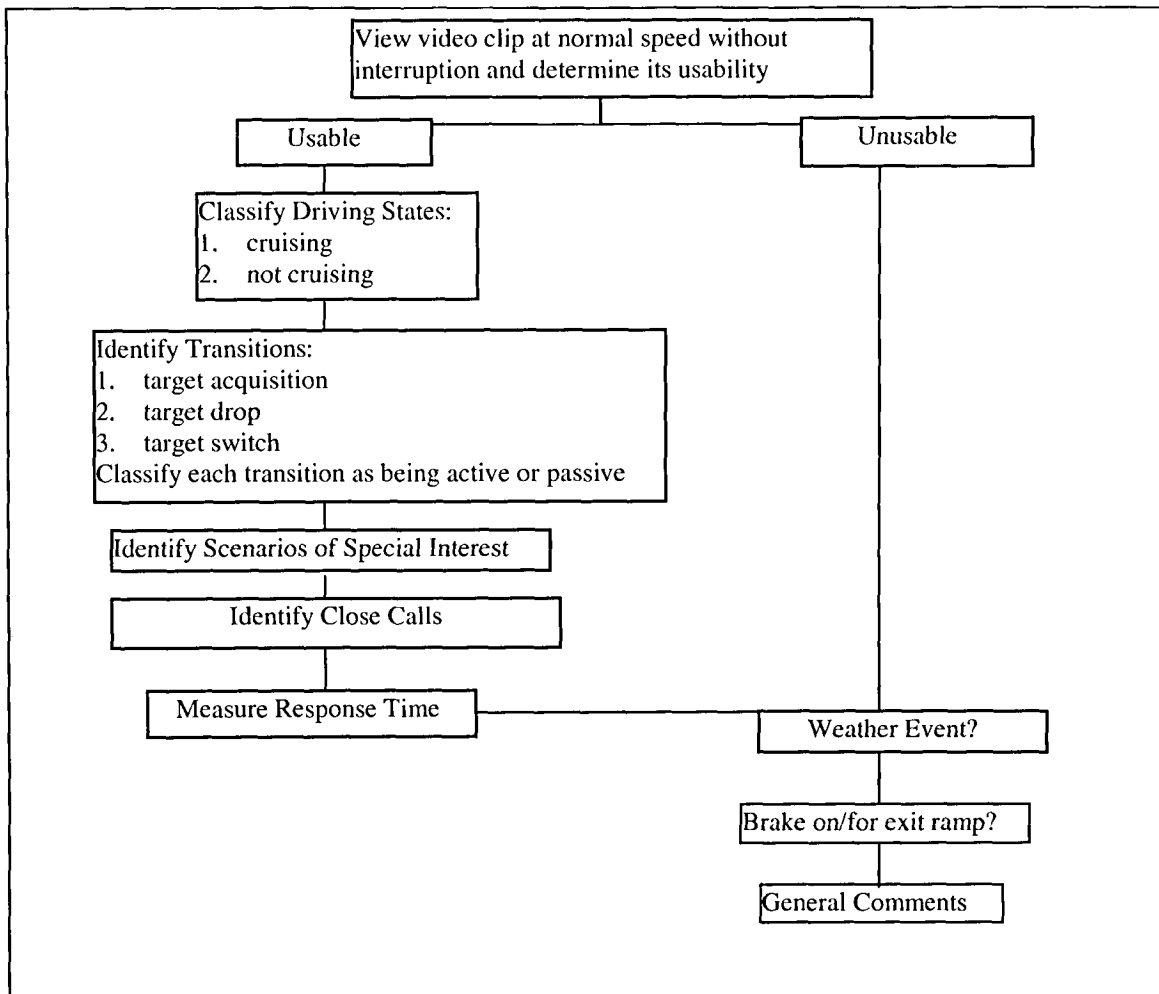 View video clip at normal speed without
interruption and determine its usability
Usable
Unusable
Classify Driving States:
1. cruising
2. not cruising
Identify Transitions:
1. target acquisition
2. target drop
3. target switch
Classify each transition as being active or passive
Identify Scenarios of Special Interest
Identify Close Calls
Measure Response Time
Weather Event?
Brake on/for exit ramp?
General Comments